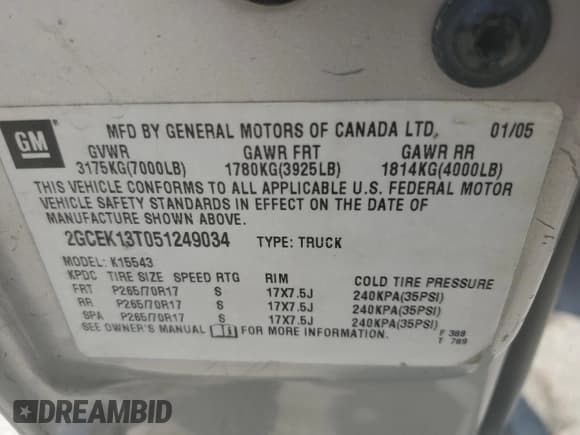 GM
MFD BY GENERAL MOTORS OF CANADA LTD. 01/05
GVWR GAWR FRT GAWR RR
3175KG(7000LB) 1780KG(3925LB) 1814KG(4000LB)
THIS VEHICLE CONFORMS TO ALL APPLICABLE U.S. FEDERAL MOTOR
VEHICLE SAFETY STANDARDS IN EFFECT ON THE DATE OF
MANUFACTURE SHOWN ABOVE.
2GCEK13T051249034 TYPE: TRUCK
MODEL: K15543
KPDC TIRE SIZE SPEED RTG RIM COLD TIRE PRESSURE
FRT P265/70R17 S 17X7.5J 240KPA(35PSI)
RR P265/70R17 S 17X7.5J 240KPA(35PSI)
SPA P265/70R17 S 17X7.5J 240KPA(35PSI)
SEE OWNER'S MANUAL FOR MORE INFORMATION. F 389
T 789
DREAMBID